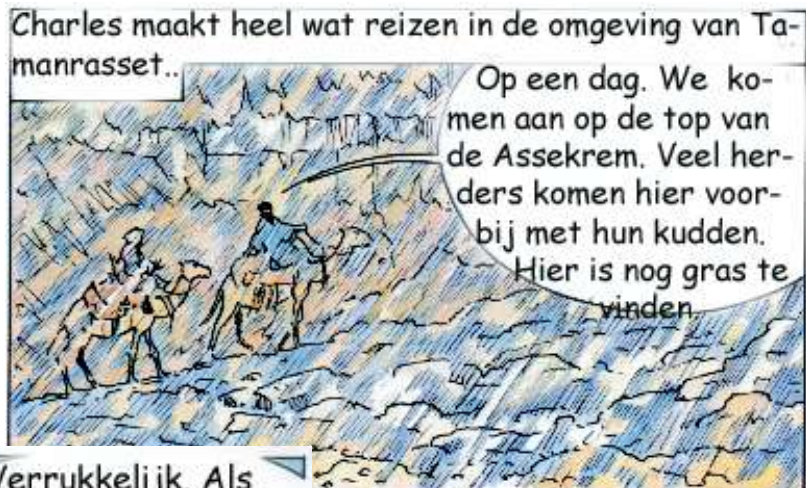 Charles maakt heel wat reizen in de omgeving van Ta-
manrasset..
Op een dag. We ko-
men aan op de top van
de Assekrem. Veel her-
ders komen hier voor-
bij met hun kudden.
Hier is nog gras te
vinden.
Verrukkelijk. Als